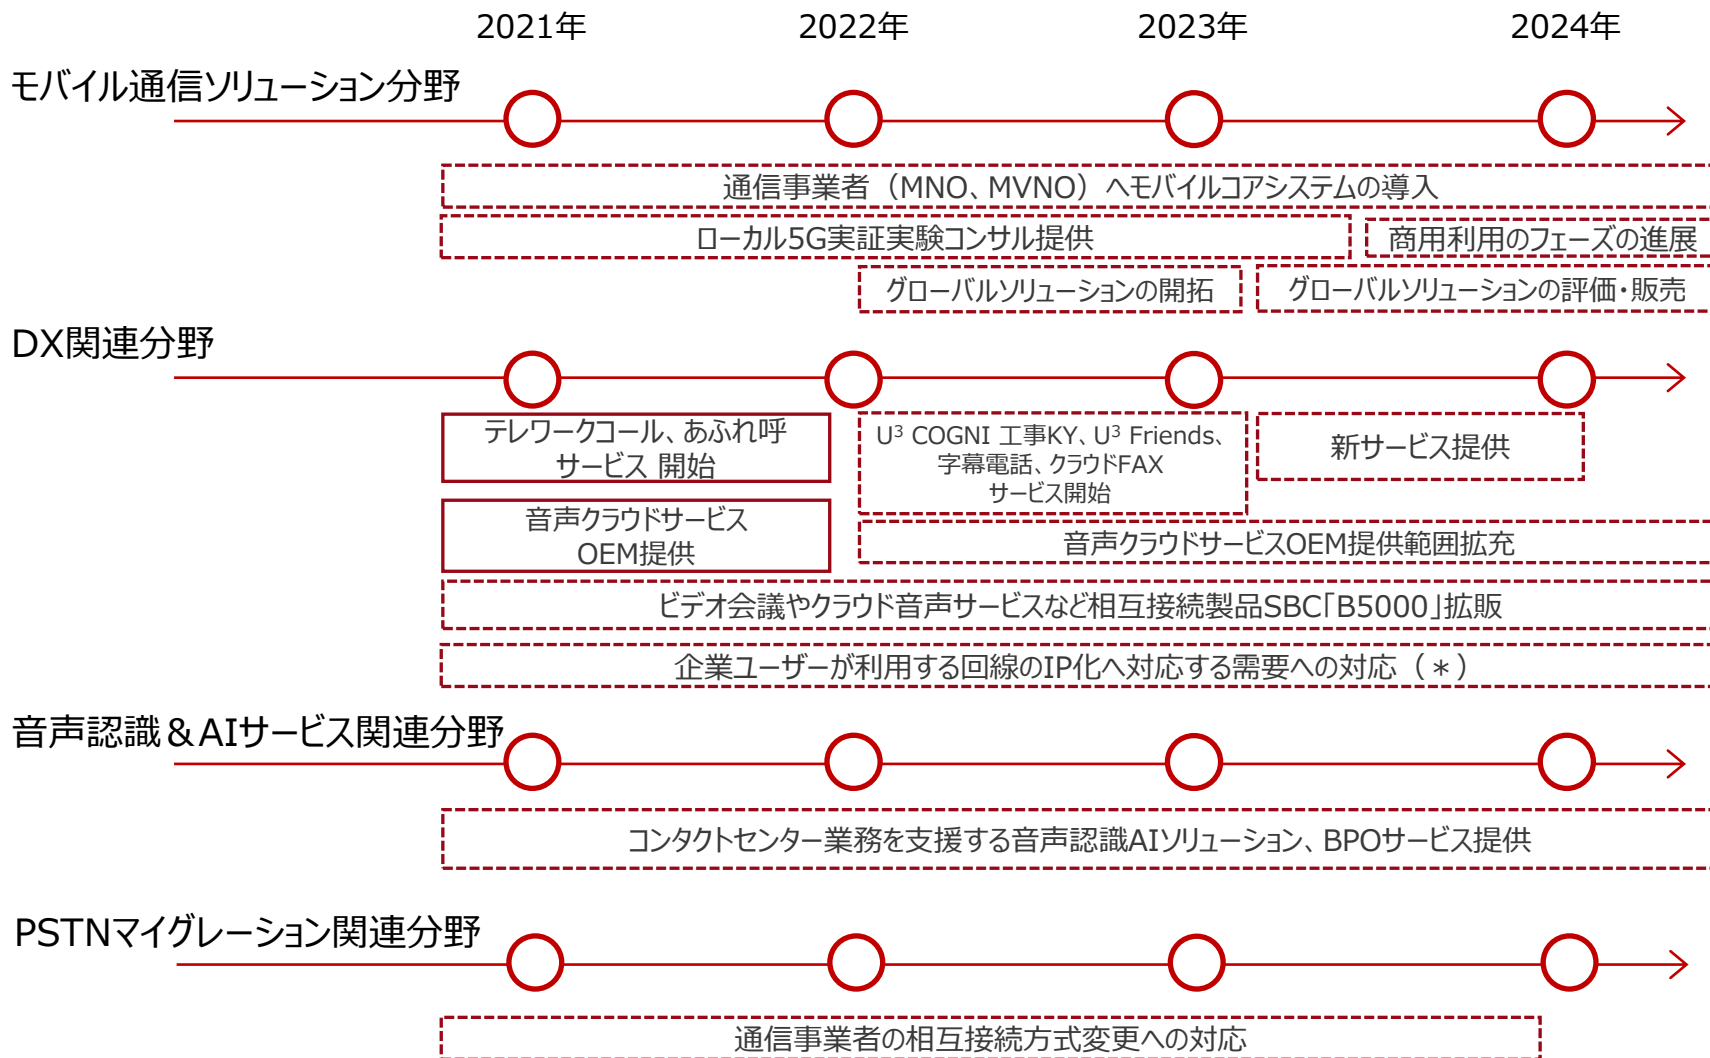 2021年 2022年 2023年 2024年
モバイル通信ソリューション分野
通信事業者（MNO、MVNO）へモバイルコアシステムの導入
ローカル5G実証実験コンサル提供
商用利用のフェーズの進展
グローバルソリューションの開拓
グローバルソリューションの評価・販売
DX関連分野
テレワークコール、あふれ呼
サービス 開始
U³ COGNI 工事KY、U³ Friends、
字幕電話、クラウドFAX
サービス開始
新サービス提供
音声クラウドサービス
OEM提供
音声クラウドサービスOEM提供範囲拡充
ビデオ会議やクラウド音声サービスなど相互接続製品SBC「B5000」拡販
企業ユーザーが利用する回線のIP化へ対応する需要への対応（＊）
音声認識＆AIサービス関連分野
コンタクトセンター業務を支援する音声認識AIソリューション、BPOサービス提供
PSTNマイグレーション関連分野
通信事業者の相互接続方式変更への対応